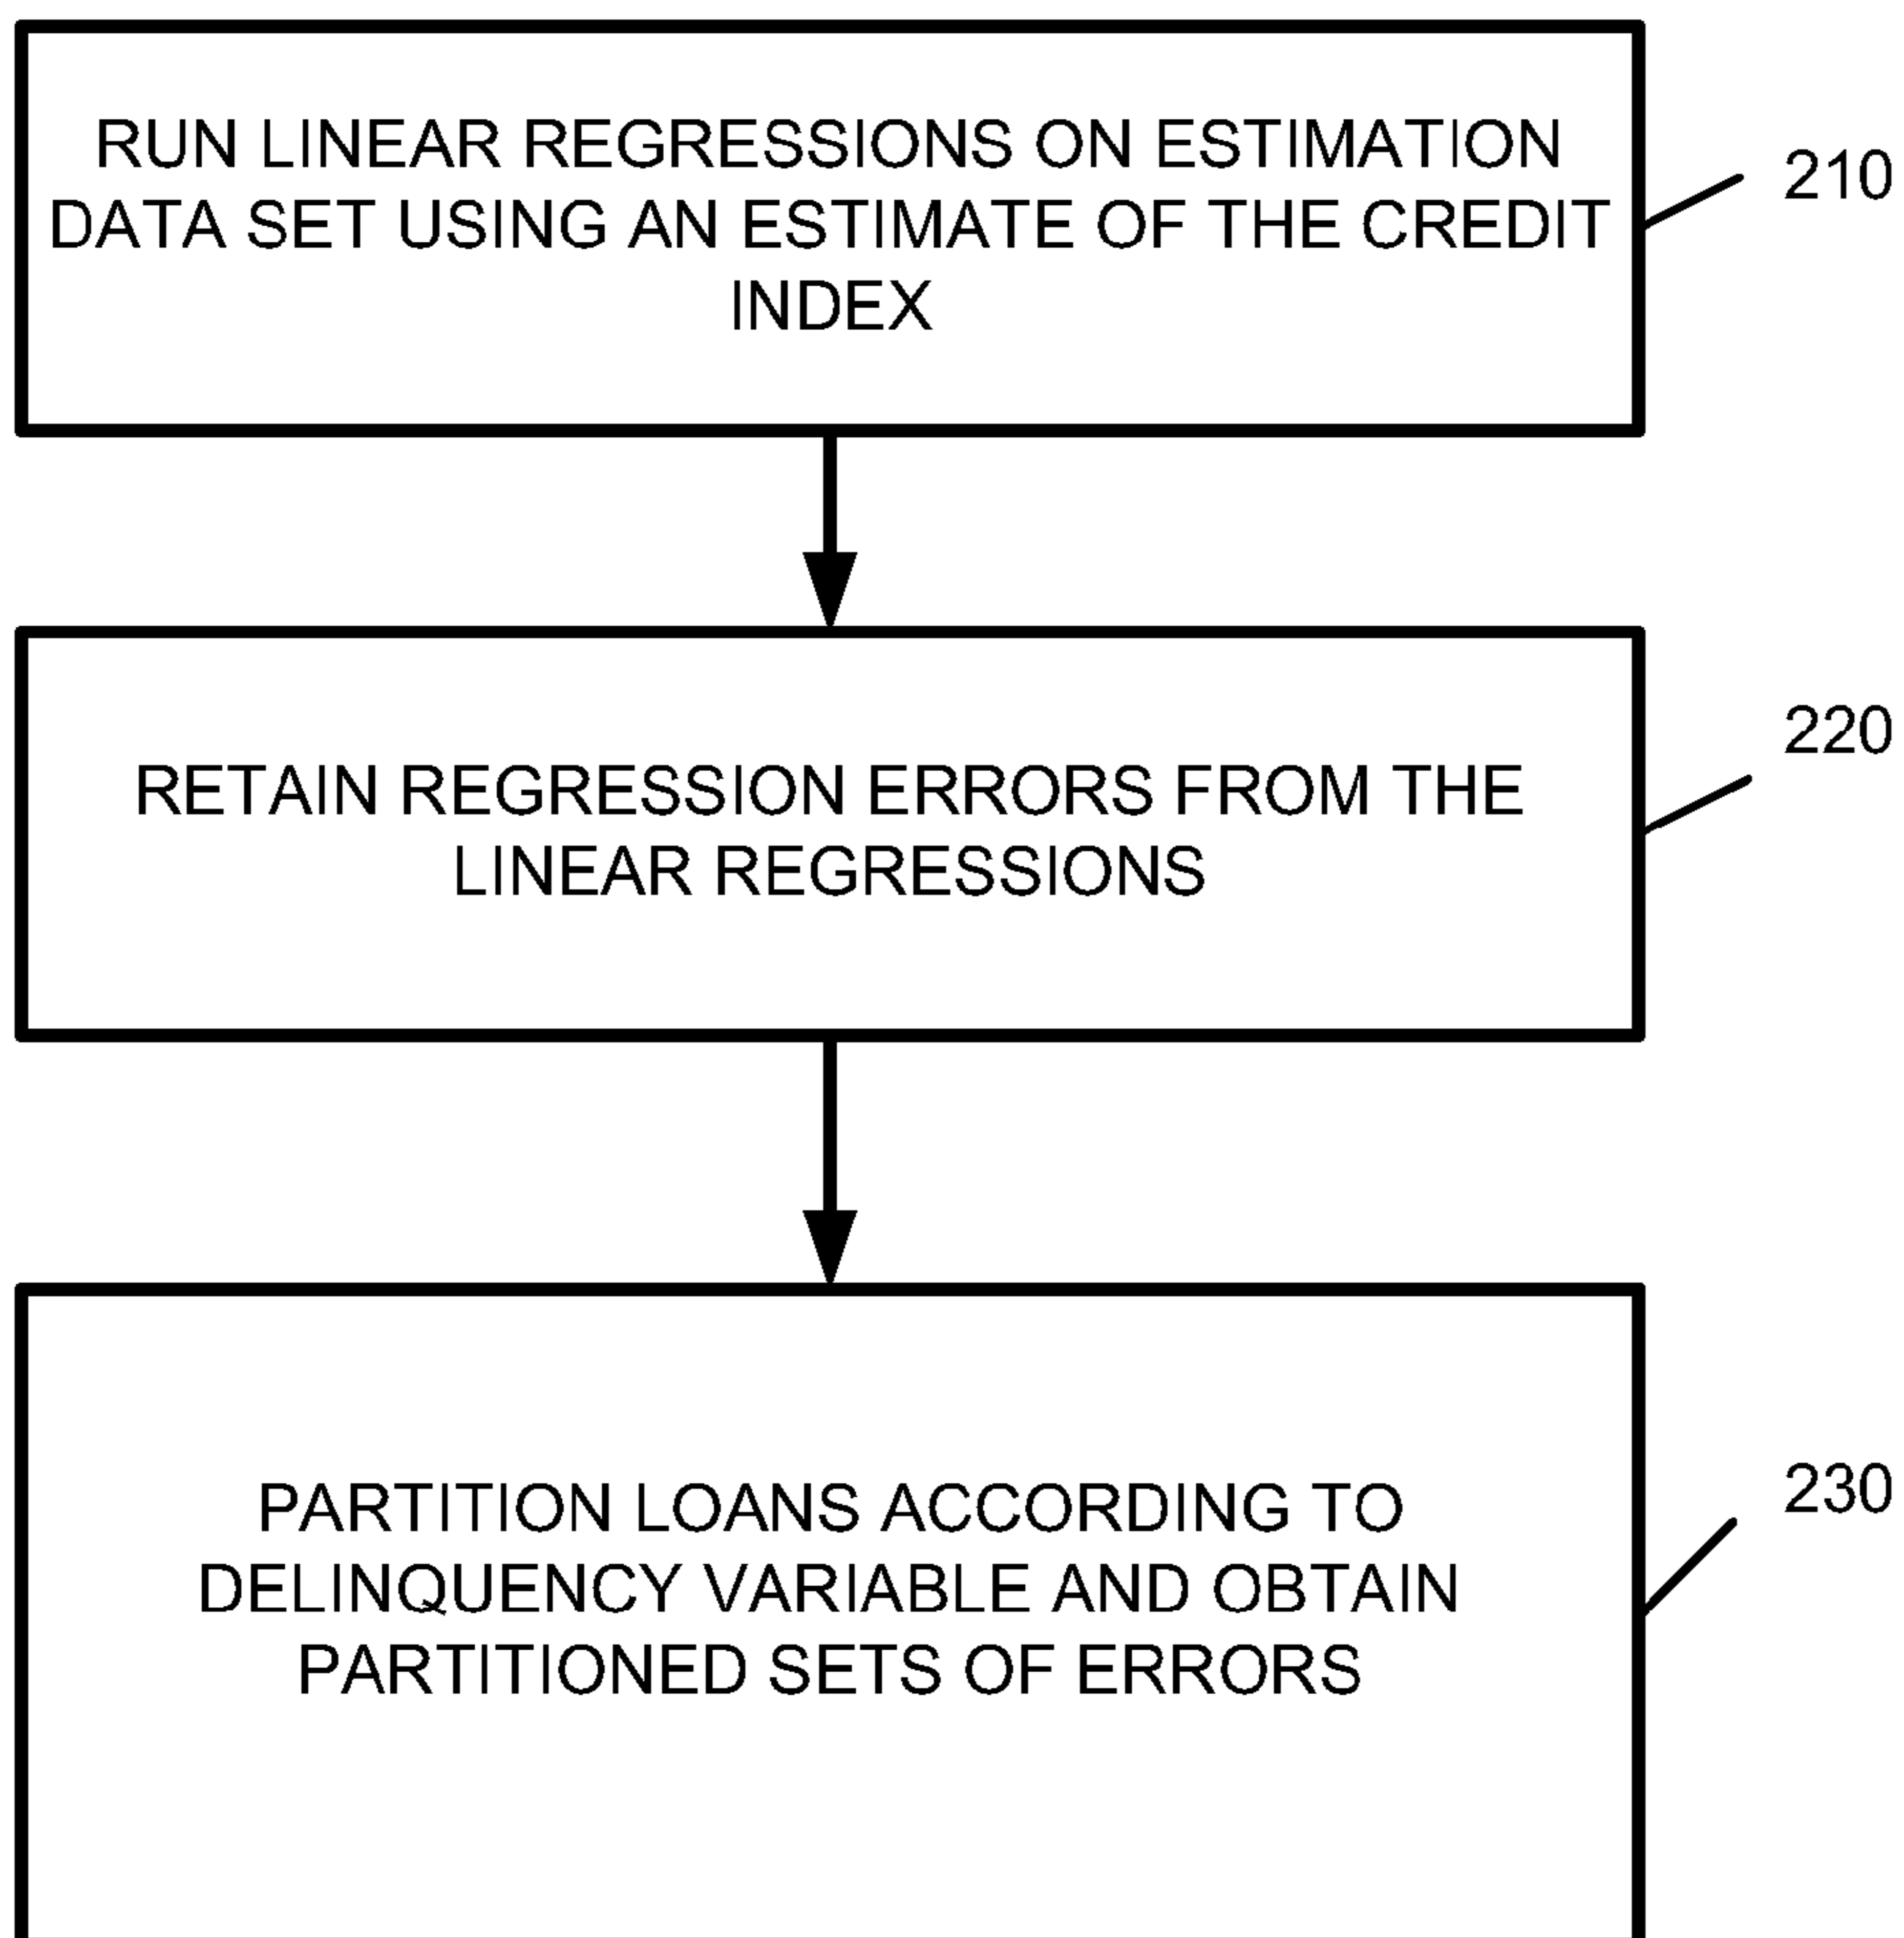 RUN LINEAR REGRESSIONS ON ESTIMATION
DATA SET USING AN ESTIMATE OF THE CREDIT
INDEX
210
RETAIN REGRESSION ERRORS FROM THE
LINEAR REGRESSIONS
220
PARTITION LOANS ACCORDING TO
DELINQUENCY VARIABLE AND OBTAIN
PARTITIONED SETS OF ERRORS
230